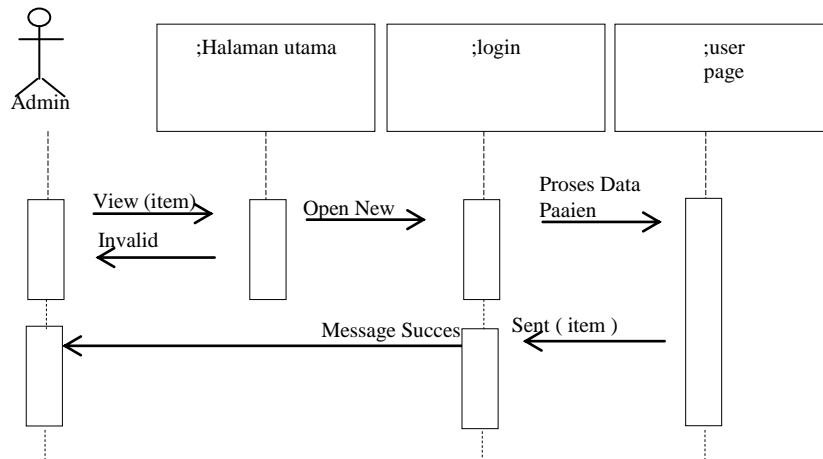 ;Halaman utama
;login
;user
page
Admin
View (item)
Open New
Proses Data
Paaien
Invalid
Message Succes
Sent ( item )